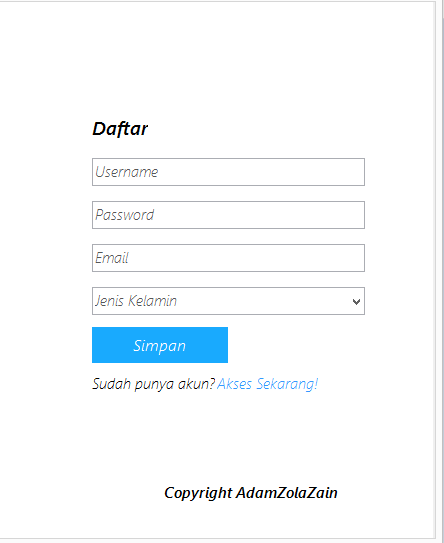 Daftar
Username
Password
Email
Jenis Kelamin
Simpan
Sudah punya akun? Akses Sekarang!
Copyright AdamZolaZain